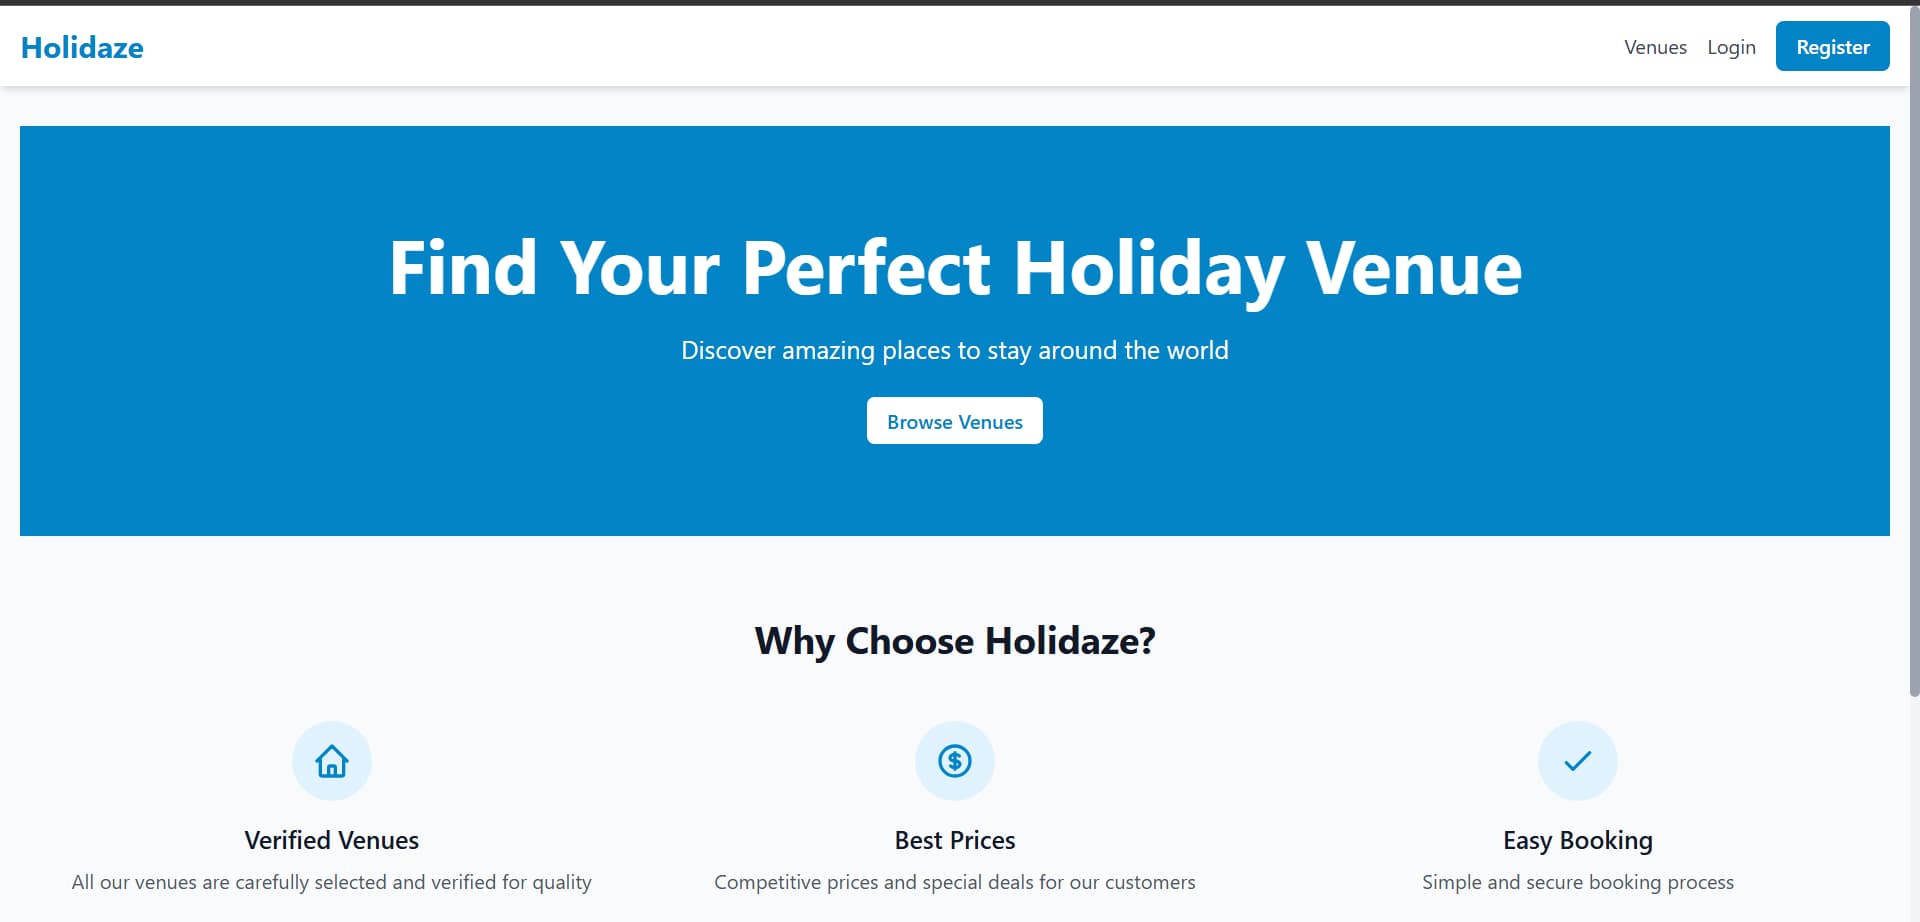 Holidaze
Venues Login Register
Find Your Perfect Holiday Venue
Discover amazing places to stay around the world
Browse Venues
Why Choose Holidaze?
Verified Venues
All our venues are carefully selected and verified for quality
Best Prices
Competitive prices and special deals for our customers
Easy Booking
Simple and secure booking process